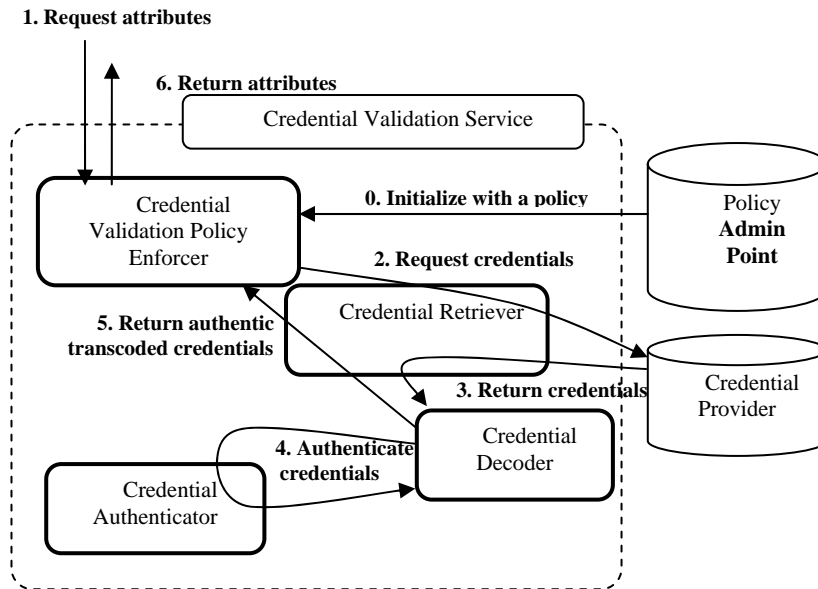 1. Request attributes
6. Return attributes
Credential Validation Service
Credential
Validation Policy
Enforcer
0. Initialize with a policy
Policy
Admin
Point
2. Request credentials
Credential Retriever
5. Return authentic
transcoded credentials
3. Return credentials
Credential
Provider
Credential
Decoder
4. Authenticate
credentials
Credential
Authenticator